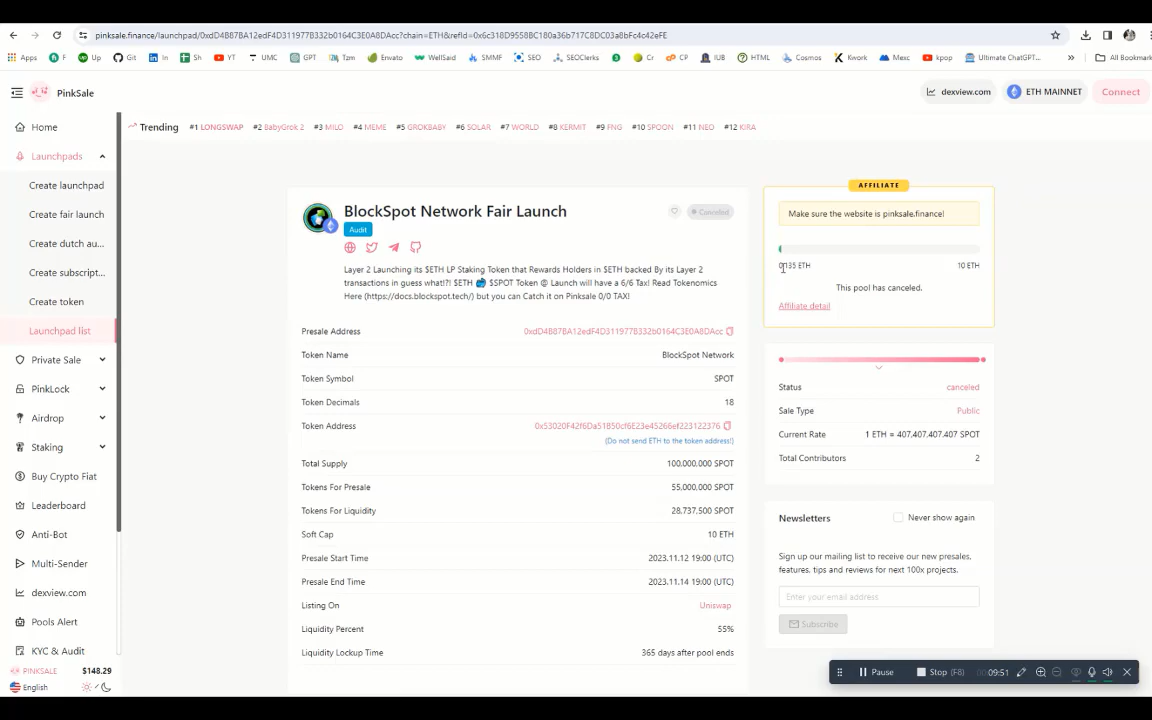 pinksale.finance/launchpad/0xdD4B87BA12edF4D311977B332b0164C3E0A8DAcc?chain=ETH&refId=0x6c318D9558BC180a36b717C8DC03a8bFc4c42eFE
Apps
F
Up
Git
in
Sh
YT
UMC
GPT
Tzm
Envato
WellSaid
SMMF
SEO
SEOClerks
Cr
CP
IUB
HTML
Cosmos
Kwork
Mexc
kpop
Ultimate ChatGPT...
»
All Bookmark
PinkSale
dexview.com
ETH MAINNET
Connect
Home
Launchpads
Create launchpad
Create fair launch
Create dutch au...
Create subscript...
Create token
Launchpad list
Private Sale
PinkLock
Airdrop
Staking
Buy Crypto Fiat
Leaderboard
Anti-Bot
Multi-Sender
dexview.com
Pools Alert
KYC & Audit
PINKSALE $148.29
English
Trending #1 LONGSWAP #2 BabyGrok 2 #3 MILO #4 MEME #5 GROKBABY #6 SOLAR #7 WORLD #8 KERMIT #9 FNG #10 SPOON #11 NEO #12 KIRA
BlockSpot Network Fair Launch
Canceled
Audit
Layer 2 Launching its $ETH LP Staking Token that Rewards Holders in $ETH backed By its Layer 2
transactions in guess what!?! $ETH $SPOT Token @ Launch will have a 6/6 Tax! Read Tokenomics
Here (https://docs.blockspot.tech/) but you can Catch it on Pinksale 0/0 TAX!
Presale Address 0xdD4B87BA12edF4D311977B332b0164C3E0A8DAcc
Token Name BlockSpot Network
Token Symbol SPOT
Token Decimals 18
Token Address 0x53020F42f6Da51B50cf6E23e45266ef223122376
(Do not send ETH to the token address!)
Total Supply 100,000,000 SPOT
Tokens For Presale 55,000,000 SPOT
Tokens For Liquidity 28,737,500 SPOT
Soft Cap 10 ETH
Presale Start Time 2023.11.12 19:00 (UTC)
Presale End Time 2023.11.14 19:00 (UTC)
Listing On Uniswap
Liquidity Percent 55%
Liquidity Lockup Time 365 days after pool ends
AFFILIATE
Make sure the website is pinksale.finance!
0.135 ETH 10 ETH
This pool has canceled.
Affiliate detail
Status canceled
Sale Type Public
Current Rate 1 ETH = 407,407,407.407 SPOT
Total Contributors 2
Newsletters Never show again
Sign up our mailing list to receive our new presales,
features, tips and reviews for next 100x projects.
Enter your email address
Subscribe
Pause Stop (F8) 00:09:51